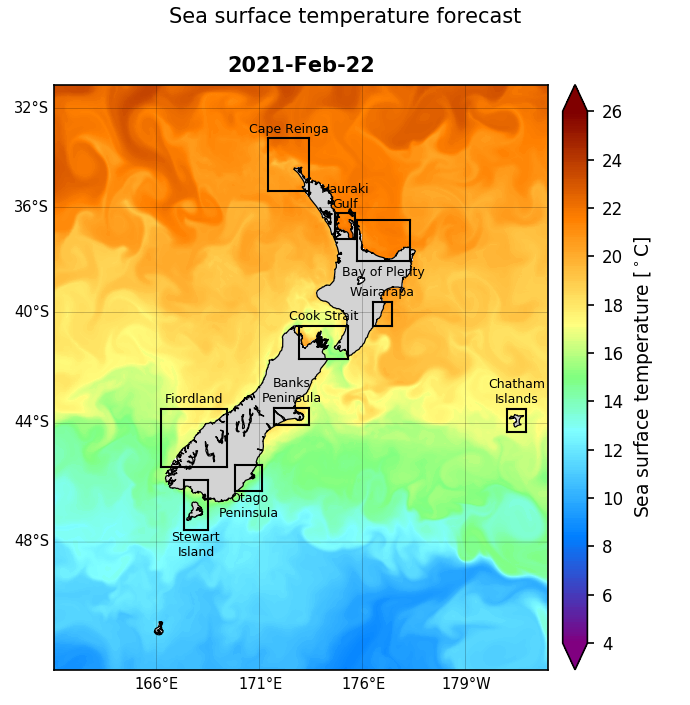 Sea surface temperature forecast
2021-Feb-22
32°S
36°S
40°S
44°S
48°S
Cape Reinga
Hauraki
Gulf
Bay of Plenty
Wairarapa
Cook Strait
Banks
Peninsula
Fiordland
Chatham
Islands
Otago
Peninsula
Stewart
Island
166°E
171°E
176°E
179°W
26
24
22
20
18
16
14
12
10
8
6
4
Sea surface temperature [°C]